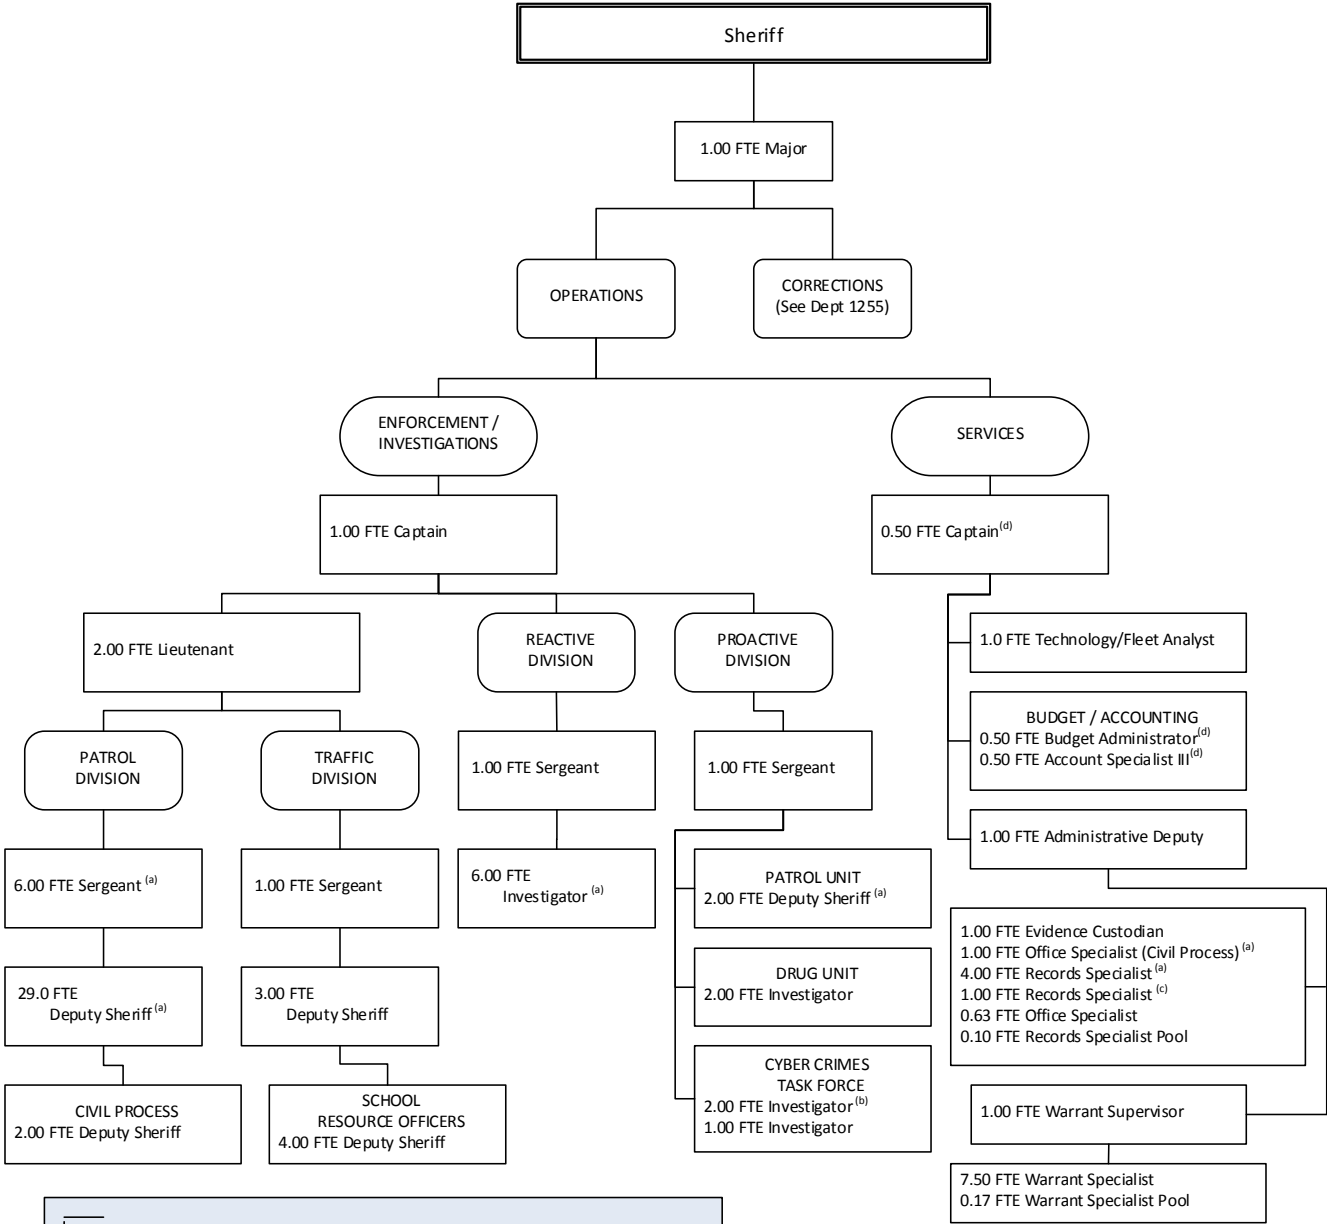 Sheriff
1.00 FTE Major
OPERATIONS
CORRECTIONS
(See Dept 1255)
ENFORCEMENT /
INVESTIGATIONS
SERVICES
1.00 FTE Captain
0.50 FTE Captain(d)
2.00 FTE Lieutenant
REACTIVE
DIVISION
PROACTIVE
DIVISION
1.0 FTE Technology/Fleet Analyst
BUDGET / ACCOUNTING
0.50 FTE Budget Administrator(d)
0.50 FTE Account Specialist III(d)
PATROL
DIVISION
TRAFFIC
DIVISION
1.00 FTE Sergeant
1.00 FTE Sergeant
1.00 FTE Administrative Deputy
6.00 FTE Sergeant (a)
1.00 FTE Sergeant
6.00 FTE
Investigator (a)
PATROL UNIT
2.00 FTE Deputy Sheriff (a)
1.00 FTE Evidence Custodian
1.00 FTE Office Specialist (Civil Process) (a)
4.00 FTE Records Specialist (a)
1.00 FTE Records Specialist (c)
0.63 FTE Office Specialist
0.10 FTE Records Specialist Pool
29.0 FTE
Deputy Sheriff (a)
3.00 FTE
Deputy Sheriff
DRUG UNIT
2.00 FTE Investigator
CYBER CRIMES
TASK FORCE
2.00 FTE Investigator (b)
1.00 FTE Investigator
CIVIL PROCESS
2.00 FTE Deputy Sheriff
SCHOOL
RESOURCE OFFICERS
4.00 FTE Deputy Sheriff
1.00 FTE Warrant Supervisor
7.50 FTE Warrant Specialist
0.17 FTE Warrant Specialist Pool